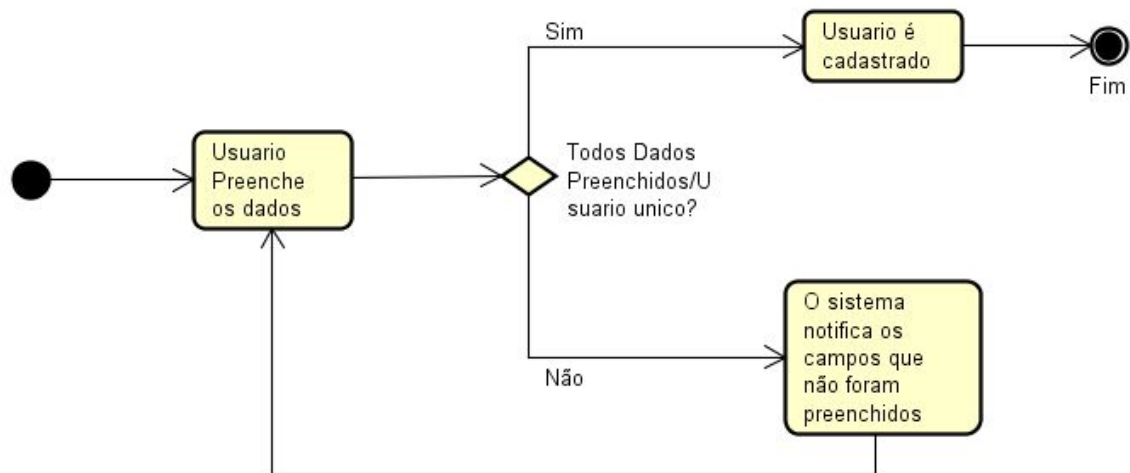 Sim
Usuario é
cadastrado
Fim
Usuario
Preenche
os dados
Todos Dados
Preenchidos/U
suario unico?
Não
O sistema
notifica os
campos que
não foram
preenchidos